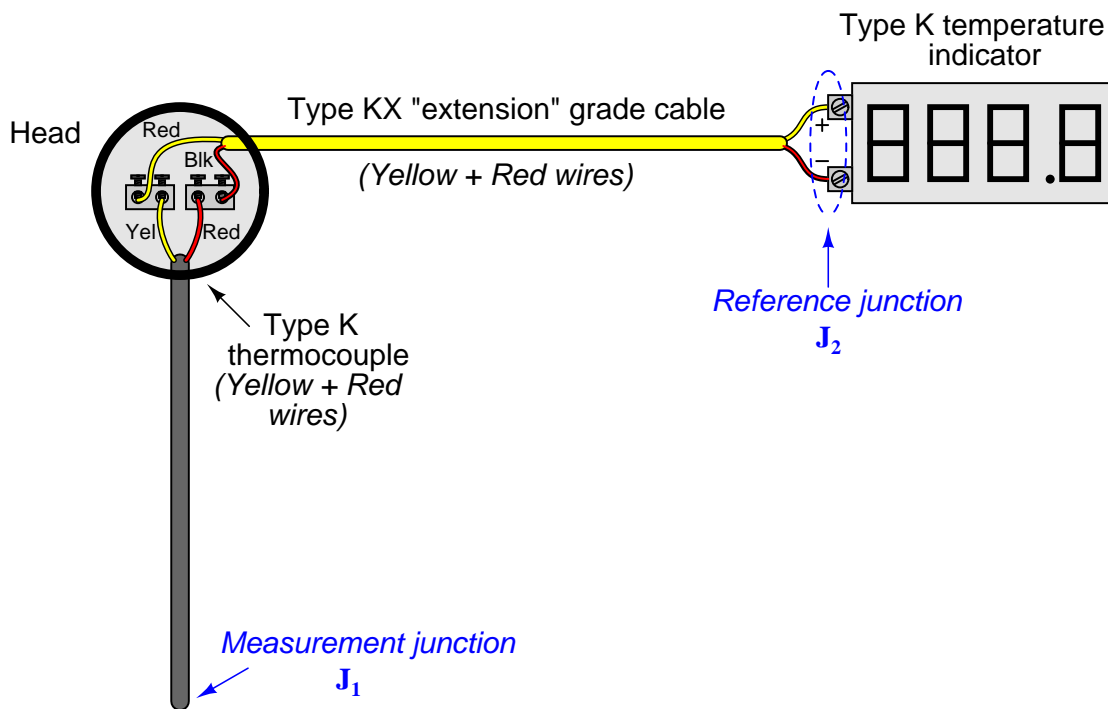 Type K temperature
indicator
Type KX "extension" grade cable
Head
Red
Blk
+
(Yellow + Red wires)
–
Yel
Red
Reference junction
J2
Type K
thermocouple
(Yellow + Red
wires)
Measurement junction
J1